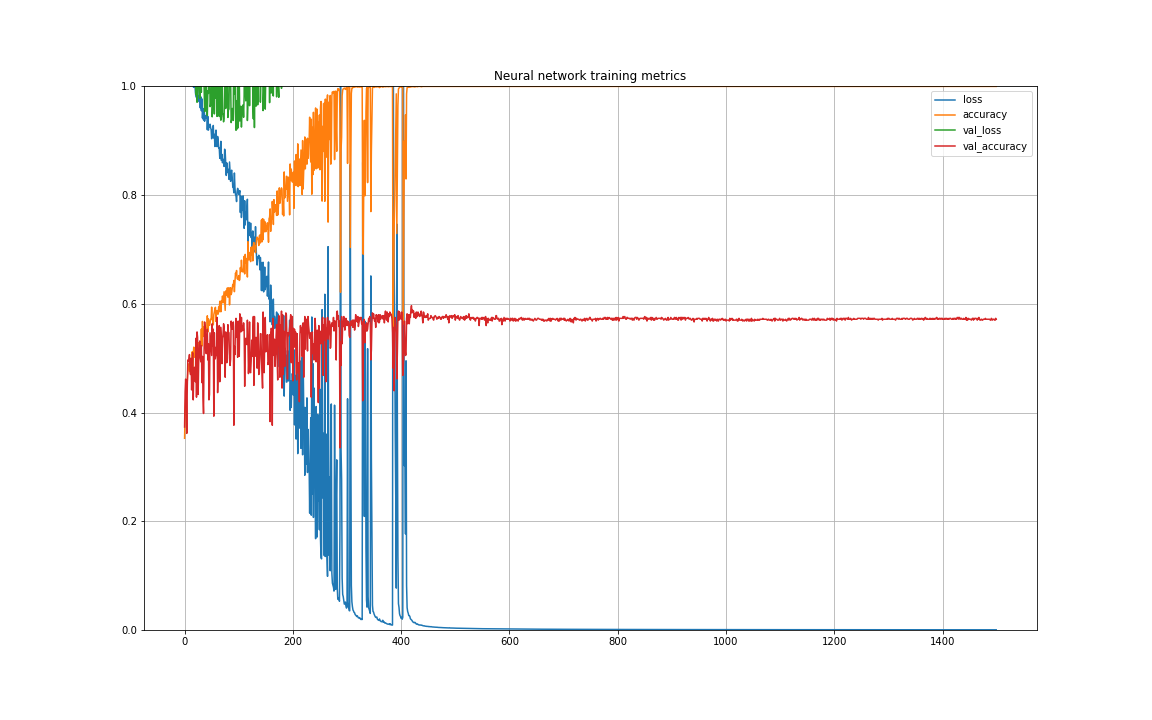 Neural network training metrics
1.0
0.8
0.6
0.4
0.2
0.0
0 200 400 600 800 1000 1200 1400
loss
accuracy
val_loss
val_accuracy